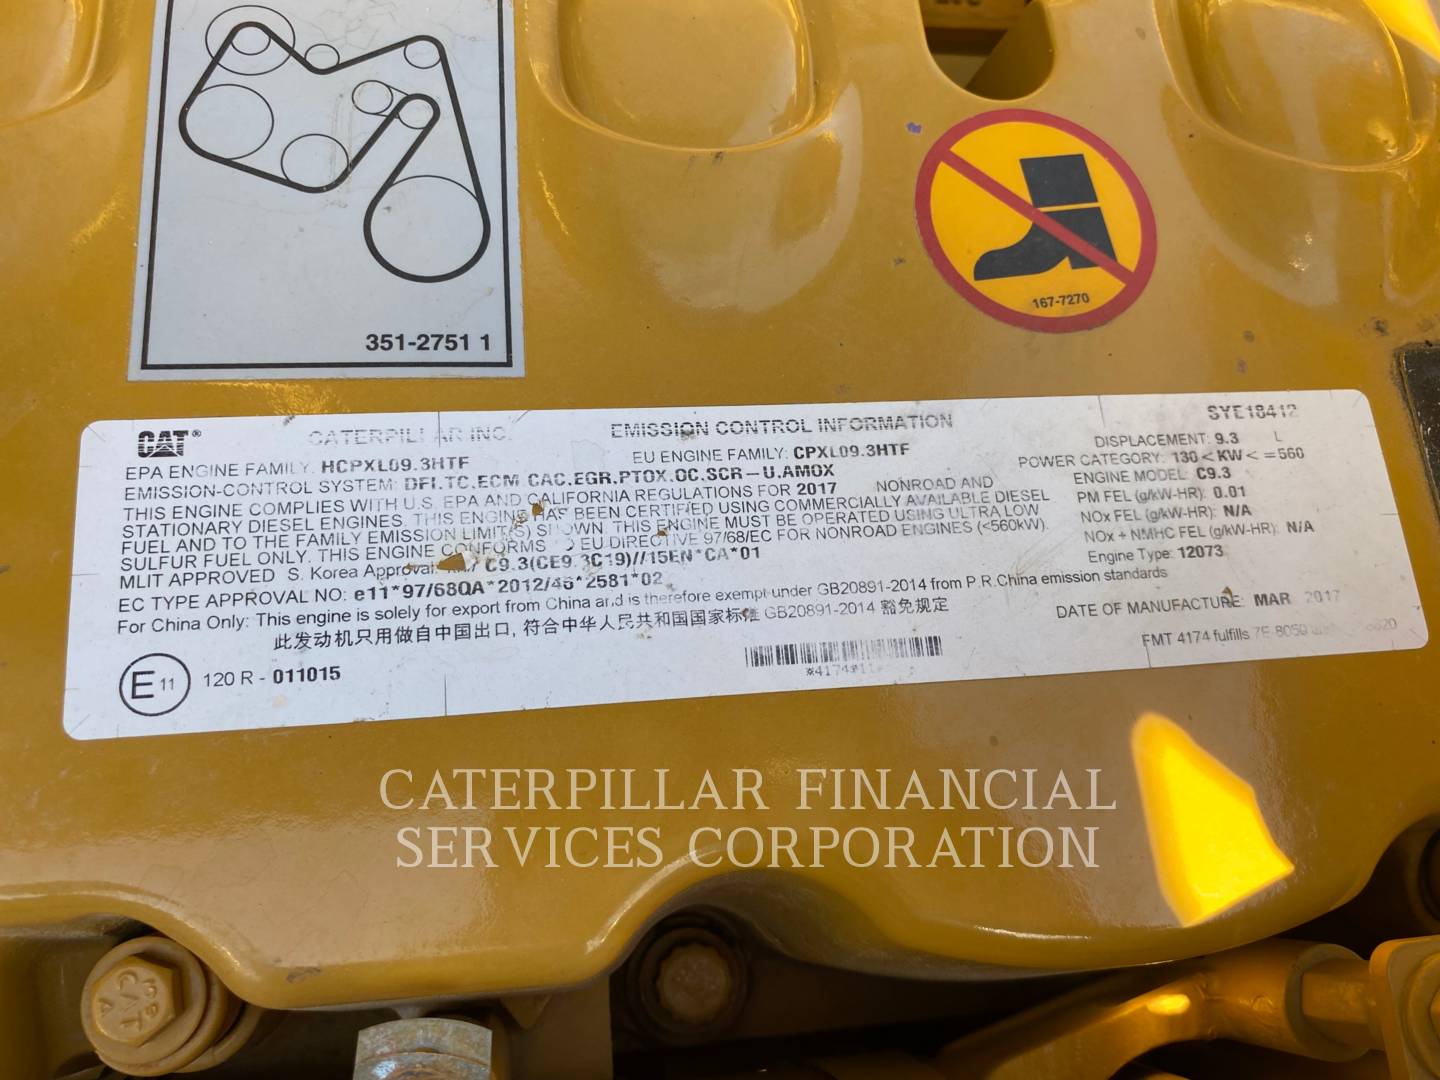 351-2751 1
167-7270
CAT® CATERPILLAR INC. EMISSION CONTROL INFORMATION SYE18412
EPA ENGINE FAMILY: HCPXL09.3HTF EU ENGINE FAMILY: CPXL09.3HTF DISPLACEMENT: 9.3 L
EMISSION-CONTROL SYSTEM: DFI.TC.ECM.CAC.EGR.PTOX.OC.SCR-U.AMOX POWER CATEGORY: 130<KW<=560
THIS ENGINE COMPLIES WITH U.S. EPA AND CALIFORNIA REGULATIONS FOR 2017 NONROAD AND ENGINE MODEL: C9.3
STATIONARY DIESEL ENGINES. THIS ENGINE HAS BEEN CERTIFIED USING COMMERCIALLY AVAILABLE DIESEL PM FEL (g/kW-HR): 0.01
FUEL AND TO THE FAMILY EMISSION LIMIT(S) SHOWN. THIS ENGINE MUST BE OPERATED USING ULTRA LOW NOx FEL (g/kW-HR): N/A
SULFUR FUEL ONLY. THIS ENGINE CONFORMS TO EU DIRECTIVE 97/68/EC FOR NONROAD ENGINES (<560kW). NOx + NMHC FEL (g/kW-HR): N/A
MLIT APPROVED S. Korea Approval: C9.3(CE9.3C19)//15EN*CA*01 Engine Type: 12073
EC TYPE APPROVAL NO: e11*97/68QA*2012/46*2581*02
For China Only: This engine is solely for export from China and is therefore exempt under GB20891-2014 from P.R.China emission standards
此发动机只用做自中国出口, 符合中华人民共和国国家标准 GB20891-2014 豁免规定 DATE OF MANUFACTURE: MAR 2017
E 11 120 R - 011015 FMT 4174 fulfills
CATERPILLAR FINANCIAL
SERVICES CORPORATION
CAT